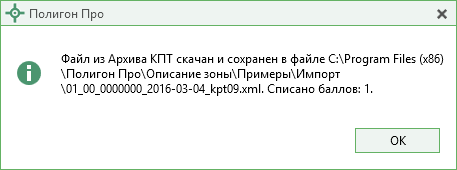 Полигон Про
Файл из Архива КПТ скачан и сохранен в файле C:\Program Files (x86)
\Полигон Про\Описание зоны\Примеры\Импорт
\01_00_0000000_2016-03-04_kpt09.xml. Списано баллов: 1.
OK